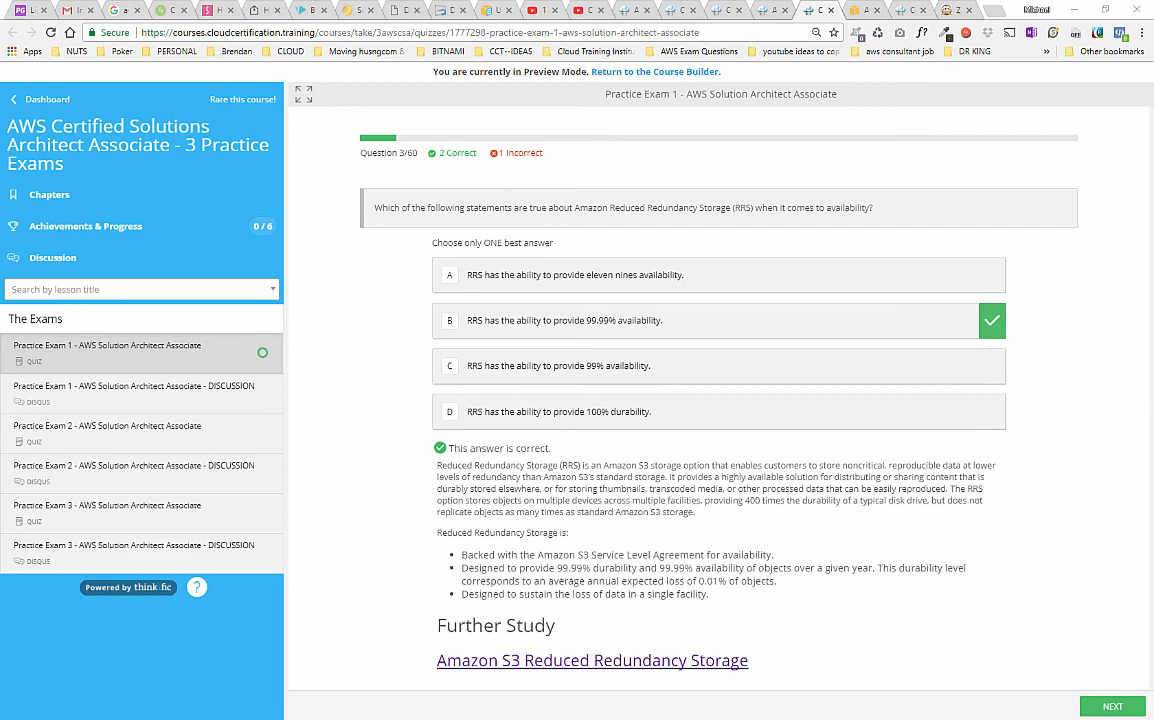 Michael
Secure
https://courses.cloudcertification.training/courses/take/3awscsa/quizzes/1777298-practice-exam-1-aws-solution-architect-associate
Apps
NUTS
Poker
PERSONAL
Brendan
CLOUD
Moving husngcom &
BITNAMI
CCT--IDEAS
Cloud Training Institu
AWS Exam Questions
youtube ideas to cop
aws consultant job
DR KING
»
Other bookmarks
You are currently in Preview Mode. Return to the Course Builder.
Dashboard
Rate this course!
AWS Certified Solutions
Architect Associate - 3 Practice
Exams
Chapters
Achievements & Progress
0 / 6
Discussion
Search by lesson title
The Exams
Practice Exam 1 - AWS Solution Architect Associate
QUIZ
Practice Exam 1 - AWS Solution Architect Associate - DISCUSSION
DISQUS
Practice Exam 2 - AWS Solution Architect Associate
QUIZ
Practice Exam 2 - AWS Solution Architect Associate - DISCUSSION
DISQUS
Practice Exam 3 - AWS Solution Architect Associate
QUIZ
Practice Exam 3 - AWS Solution Architect Associate - DISCUSSION
DISQUS
Powered by thinkific
?
Practice Exam 1 - AWS Solution Architect Associate
Question 3/60
2 Correct
1 Incorrect
Which of the following statements are true about Amazon Reduced Redundancy Storage (RRS) when it comes to availability?
Choose only ONE best answer
A RRS has the ability to provide eleven nines availability.
B RRS has the ability to provide 99.99% availability.
C RRS has the ability to provide 99% availability.
D RRS has the ability to provide 100% durability.
This answer is correct.
Reduced Redundancy Storage (RRS) is an Amazon S3 storage option that enables customers to store noncritical, reproducible data at lower
levels of redundancy than Amazon S3's standard storage. It provides a highly available solution for distributing or sharing content that is
durably stored elsewhere, or for storing thumbnails, transcoded media, or other processed data that can be easily reproduced. The RRS
option stores objects on multiple devices across multiple facilities, providing 400 times the durability of a typical disk drive, but does not
replicate objects as many times as standard Amazon S3 storage.
Reduced Redundancy Storage is:
• Backed with the Amazon S3 Service Level Agreement for availability.
• Designed to provide 99.99% durability and 99.99% availability of objects over a given year. This durability level
corresponds to an average annual expected loss of 0.01% of objects.
• Designed to sustain the loss of data in a single facility.
Further Study
Amazon S3 Reduced Redundancy Storage
NEXT